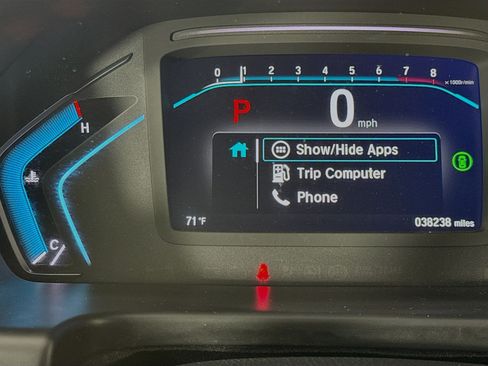 0 1 2 3 4 5 6 7 8 x1000r/min
P 0 mph
H
Show/Hide Apps
Trip Computer
Phone
C
71°F 038238 miles